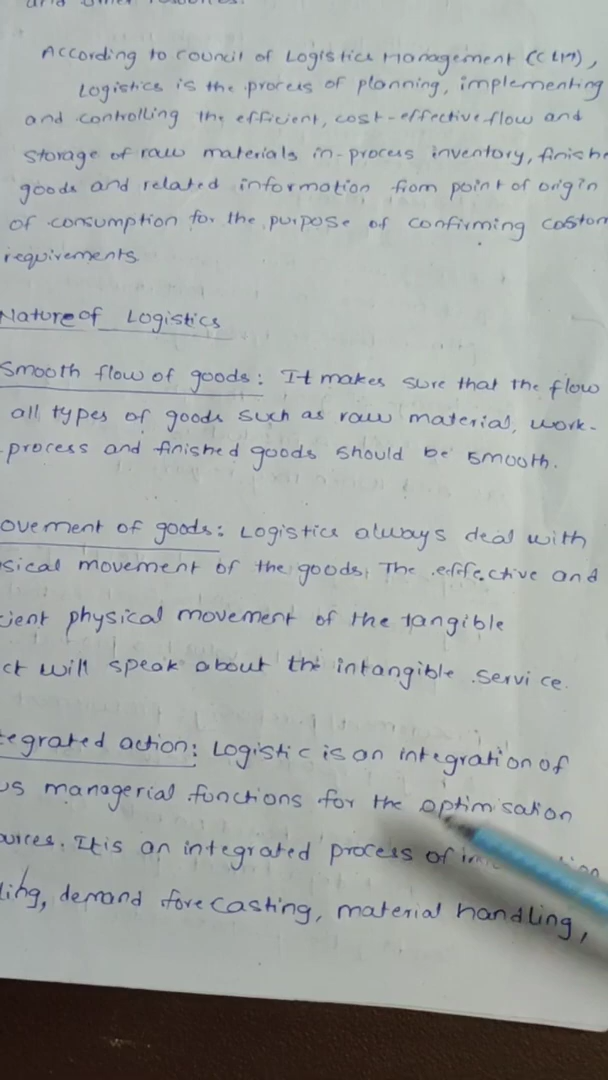 According to council of Logistics Management (CLM),
Logistics is the process of planning, implementing
and controlling the efficient, cost-effective flow and
storage of raw materials in-process inventory, finishe
goods and related information from point of origin
of consumption for the purpose of confirming costom
requirements
Nature of Logistics
Smooth flow of goods: It makes sure that the flow
all types of goods such as raw material, work-
-process and finished goods should be smooth.
ovement of goods: Logistics always deal with
sical movement of the goods. The effective and
cient physical movement of the tangible
ct will speak about the intangible service.
tegrated action: Logistic is an integration of
us managerial functions for the optimisation
ources. It is an integrated process of
ling, demand forecasting, material handling,